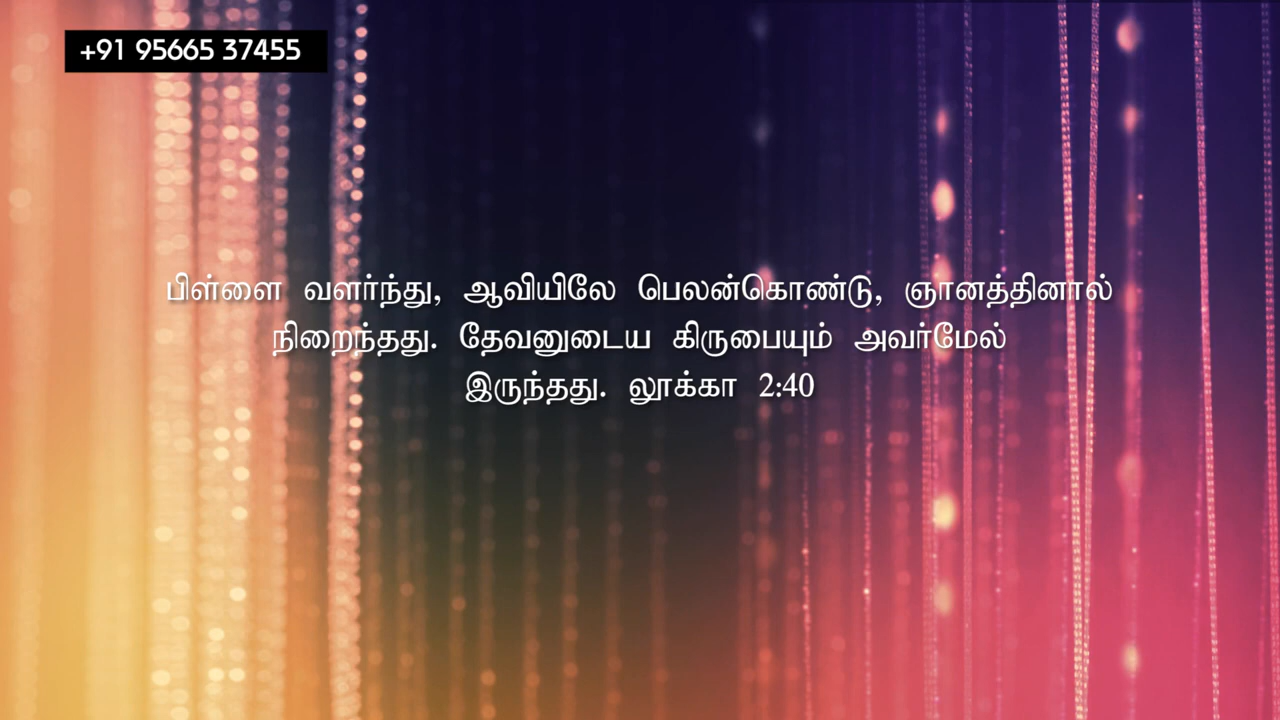 +91 95665 37455
பிள்ளை வளர்ந்து, ஆவியிலே பெலன்கொண்டு, ஞானத்தினால்
நிறைந்தது. தேவனுடைய கிருபையும் அவர்மேல்
இருந்தது. லூக்கா 2:40